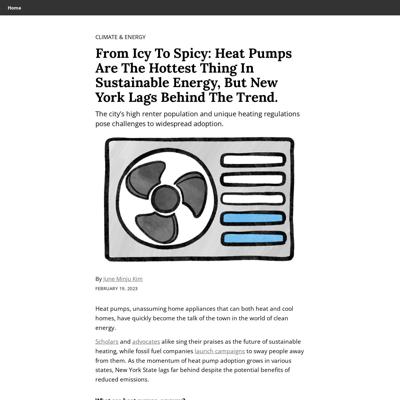 Home
CLIMATE & ENERGY
From Icy To Spicy: Heat Pumps
Are The Hottest Thing In
Sustainable Energy, But New
York Lags Behind The Trend.
The city's high renter population and unique heating regulations
pose challenges to widespread adoption.
By June Minju Kim
FEBRUARY 19, 2023
Heat pumps, unassuming home appliances that can both heat and cool
homes, have quickly become the talk of the town in the world of clean
energy.
Scholars and advocates alike sing their praises as the future of sustainable
heating, while fossil fuel companies launch campaigns to sway people away
from them. As the momentum of heat pump adoption grows in various
states, New York State lags far behind despite the potential benefits of
reduced emissions.